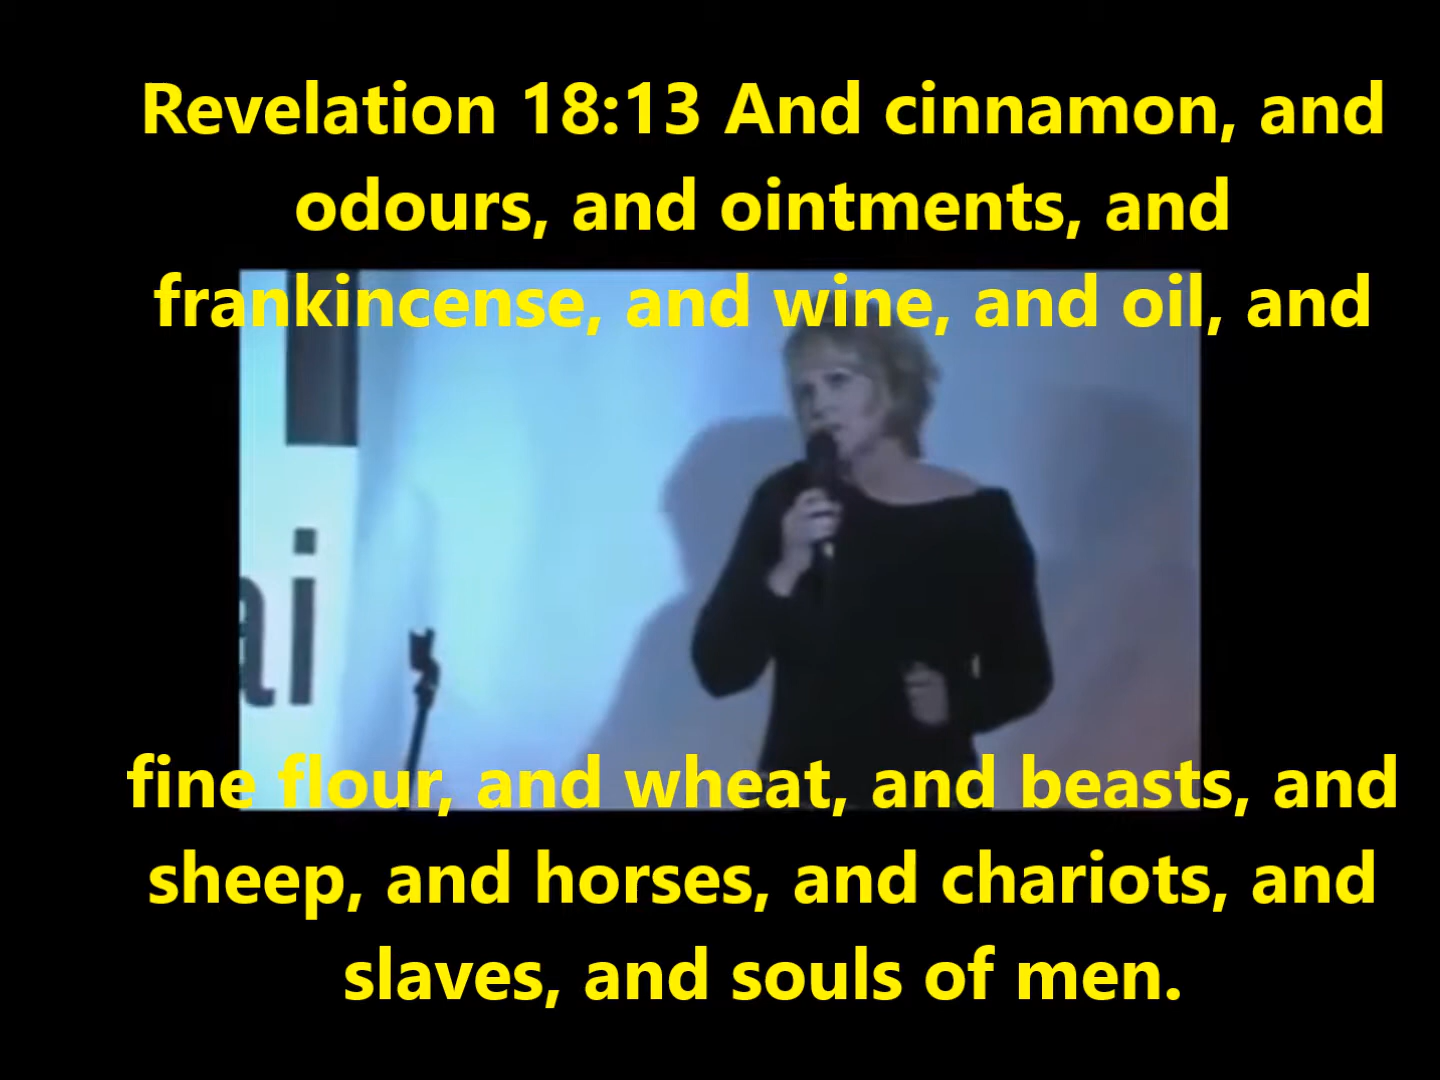 Revelation 18:13 And cinnamon, and
odours, and ointments, and
frankincense, and wine, and oil, and
ai
fine flour, and wheat, and beasts, and
sheep, and horses, and chariots, and
slaves, and souls of men.